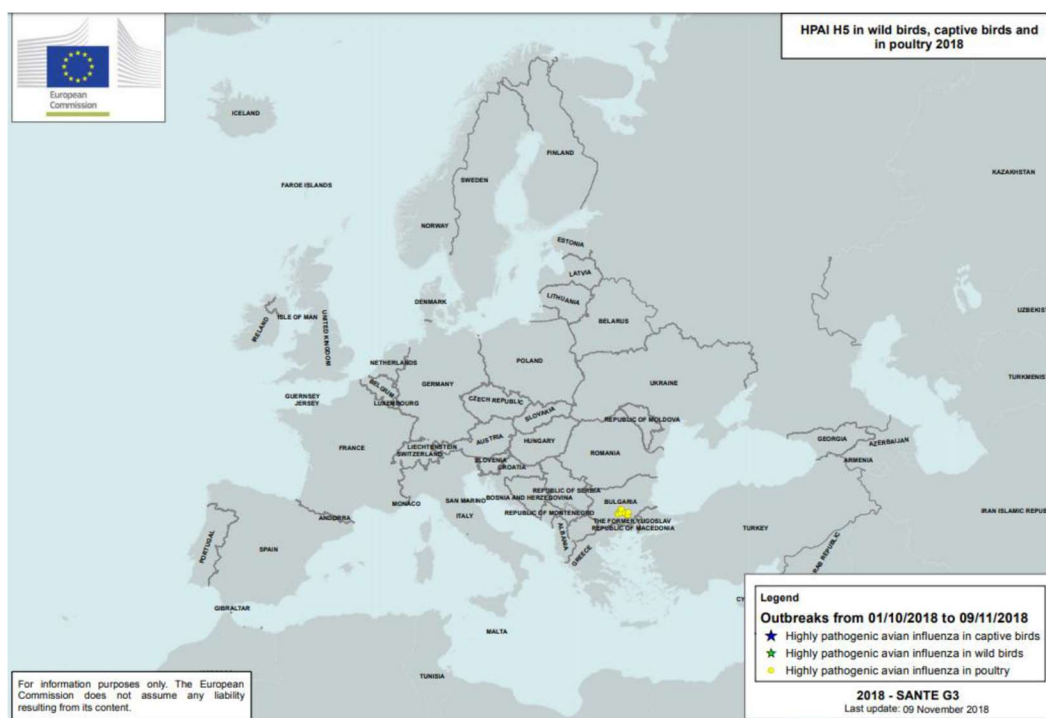 European
Commission
HPAI H5 in wild birds, captive birds and
in poultry 2018
ICELAND
FAROE ISLANDS
FINLAND
SWEDEN
NORWAY
KAZAKHSTAN
ESTONIA
LATVIA
LITHUANIA
DENMARK
BELARUS
ISLE OF MAN
IRELAND
UNITED KINGDOM
UZBEKIST
NETHERLANDS
POLAND
BELGIUM
GERMANY
UKRAINE
TURKMENIST
GUERNSEY
JERSEY
LUXEMBOURG
CZECH REPUBLIC
SLOVAKIA
REPUBLIC OF MOLDOVA
FRANCE
LIECHTENSTEIN
SWITZERLAND
AUSTRIA
HUNGARY
ROMANIA
GEORGIA
AZERBAIJAN
ARMENIA
SLOVENIA
CROATIA
REPUBLIC OF SERBIA
BOSNIA AND HERZEGOVINA
SAN MARINO
MONACO
ITALY
BULGARIA
REPUBLIC OF MONTENEGRO
THE FORMER YUGOSLAV
REPUBLIC OF MACEDONIA
ANDORRA
IRAN ISLAMIC REPUB
TURKEY
ALBANIA
GREECE
PORTUGAL
SPAIN
RAB REPUBLIC
GIBRALTAR
MALTA
TUNISIA
CY
Legend
Outbreaks from 01/10/2018 to 09/11/2018
Highly pathogenic avian influenza in captive birds
Highly pathogenic avian influenza in wild birds
Highly pathogenic avian influenza in poultry
2018 - SANTE G3
Last update: 09 November 2018
For information purposes only. The European
Commission does not assume any liability
resulting from its content.